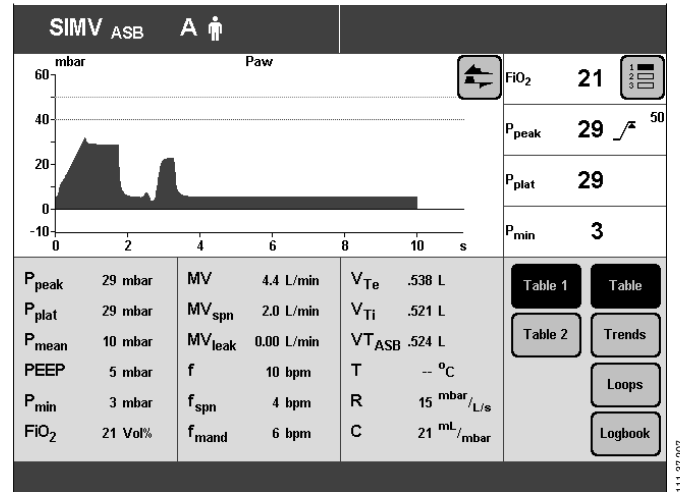 SIMV ASB A
mbar Paw
60
40
20
0
-10
0 2 4 6 8 10 s
FiO2 21
1
2
3
Ppeak 29 50
Pplat 29
Pmin 3
Ppeak 29 mbar MV 4.4 L/min VTe .538 L
Pplat 29 mbar MVspn 2.0 L/min VTi .521 L
Pmean 10 mbar MVleak 0.00 L/min VTASB .524 L
PEEP 5 mbar f 10 bpm T -- °C
Pmin 3 mbar fspn 4 bpm R 15 mbar/L/s
FiO2 21 Vol% fmand 6 bpm C 21 mL/mbar
Table 1 Table
Table 2 Trends
Loops
Logbook